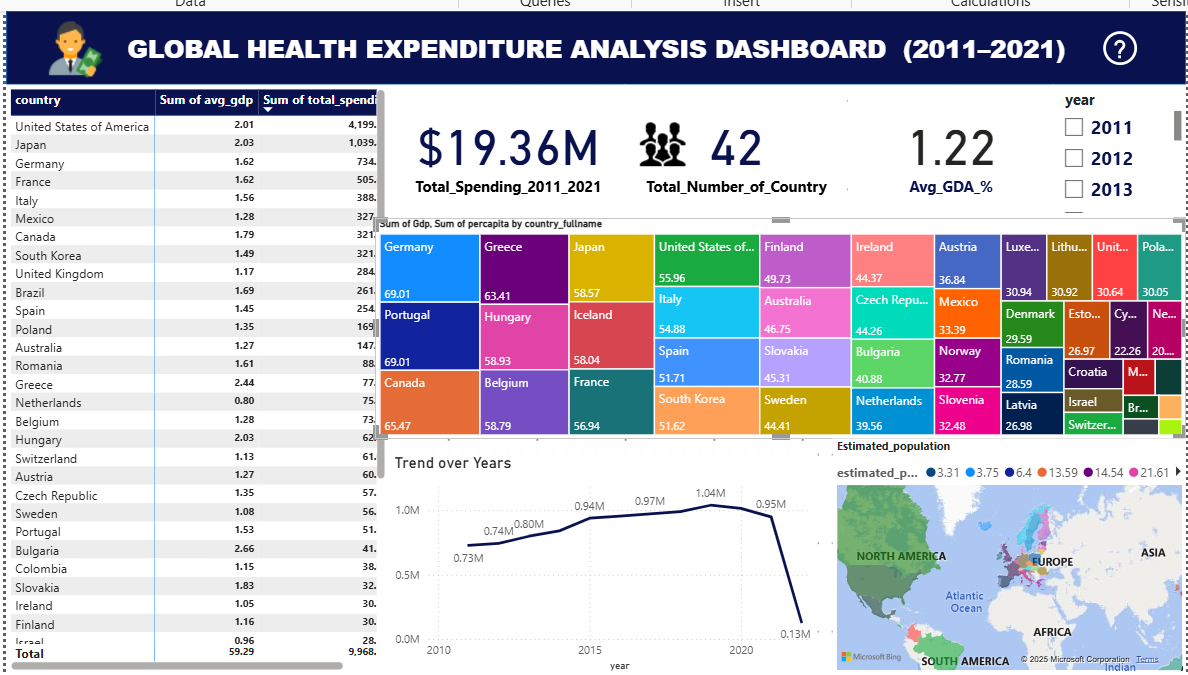 Data Queries Insert Calculations
GLOBAL HEALTH EXPENDITURE ANALYSIS DASHBOARD (2011–2021) ?
country Sum of avg_gdp Sum of total_spendi
United States of America 2.01 4,199.
Japan 2.03 1,039.
Germany 1.62 734.
France 1.62 505.
Italy 1.56 388.
Mexico 1.28 327.
Canada 1.79 321.
South Korea 1.49 321.
United Kingdom 1.17 284.
Brazil 1.69 261.
Spain 1.45 254.
Poland 1.35 169.
Australia 1.27 147.
Romania 1.61 88.
Greece 2.44 77.
Netherlands 0.80 75.
Belgium 1.28 73.
Hungary 2.03 62.
Switzerland 1.13 61.
Austria 1.27 60.
Czech Republic 1.35 57.
Sweden 1.08 56.
Portugal 1.53 51.
Bulgaria 2.66 41.
Colombia 1.15 38.
Slovakia 1.83 32.
Ireland 1.05 30.
Finland 1.16 30.
Israel 0.96 28.
Total 59.29 9,968.
$19.36M
Total_Spending_2011_2021
42
Total_Number_of_Country
1.22
Avg_GDA_%
year
2011
2012
2013
Sum of Gdp, Sum of percapita by country_fullname
Germany
69.01
Portugal
69.01
Canada
65.47
Greece
63.41
Hungary
58.93
Belgium
58.79
Japan
58.57
Iceland
58.04
France
56.94
United States of...
55.96
Italy
54.88
Spain
51.71
South Korea
51.62
Finland
49.73
Australia
46.75
Slovakia
45.31
Sweden
44.41
Ireland
44.37
Czech Repu...
44.26
Bulgaria
40.88
Netherlands
39.56
Austria
36.84
Mexico
33.39
Norway
32.77
Slovenia
32.48
Luxe...
30.94
Lithu...
30.92
Unit...
30.64
Pola...
30.05
Denmark
29.59
Romania
28.59
Latvia
26.98
Esto...
26.97
Cy...
22.26
Ne...
20....
Croatia
Israel
Switzer...
M...
Br...
Trend over Years
1.0M
0.5M
0.0M
0.73M
0.74M
0.80M
0.94M
0.97M
1.04M
0.95M
0.13M
2010 2015 2020
year
Estimated_population
estimated_p... 3.31 3.75 6.4 13.59 14.54 21.61
NORTH AMERICA
EUROPE
ASIA
Atlantic
Ocean
AFRICA
SOUTH AMERICA
Indian
Microsoft Bing
© 2025 Microsoft Corporation Terms